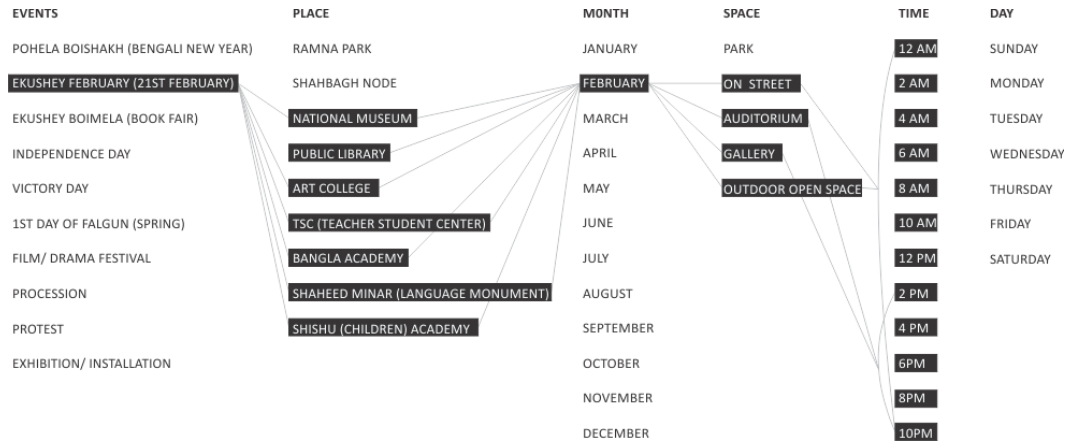 EVENTS PLACE M0NTH SPACE TIME DAY
POHELA BOISHAKH (BENGALI NEW YEAR) RAMNA PARK JANUARY PARK 12 AM SUNDAY
EKUSHEY FEBRUARY (21ST FEBRUARY) SHAHBAGH NODE FEBRUARY ON STREET 2 AM MONDAY
EKUSHEY BOIMELA (BOOK FAIR) NATIONAL MUSEUM MARCH AUDITORIUM 4 AM TUESDAY
INDEPENDENCE DAY PUBLIC LIBRARY APRIL GALLERY 6 AM WEDNESDAY
VICTORY DAY ART COLLEGE MAY OUTDOOR OPEN SPACE 8 AM THURSDAY
1ST DAY OF FALGUN (SPRING) TSC (TEACHER STUDENT CENTER) JUNE 10 AM FRIDAY
FILM/ DRAMA FESTIVAL BANGLA ACADEMY JULY 12 PM SATURDAY
PROCESSION SHAHEED MINAR (LANGUAGE MONUMENT) AUGUST 2 PM
PROTEST SHISHU (CHILDREN) ACADEMY SEPTEMBER 4 PM
EXHIBITION/ INSTALLATION OCTOBER 6PM
NOVEMBER 8PM
DECEMBER 10PM